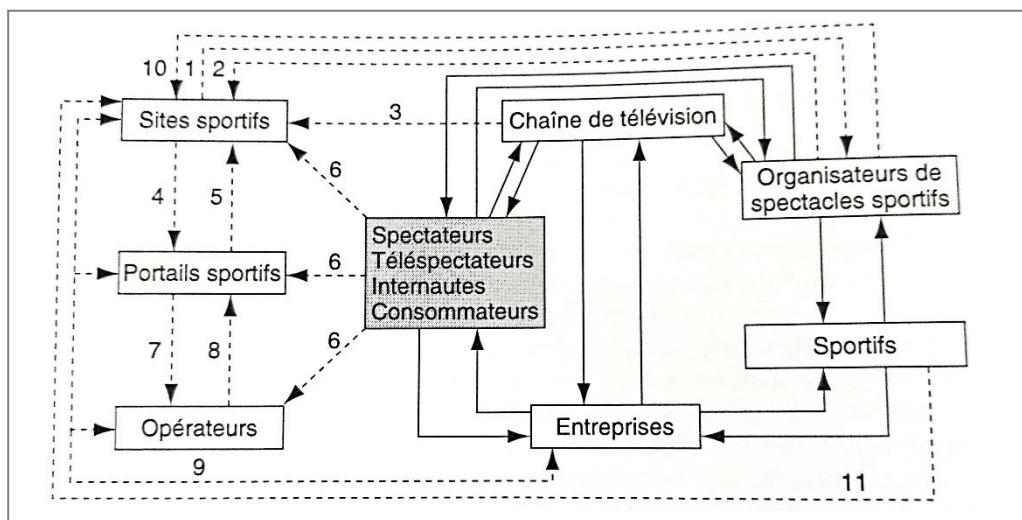 10 1 2
Sites sportifs
3
Chaîne de télévision
Organisateurs de
spectacles sportifs
4
5
6
Spectateurs
Téléspectateurs
Internautes
Consommateurs
6
Portails sportifs
6
7
8
Sportifs
Opérateurs
Entreprises
9
11